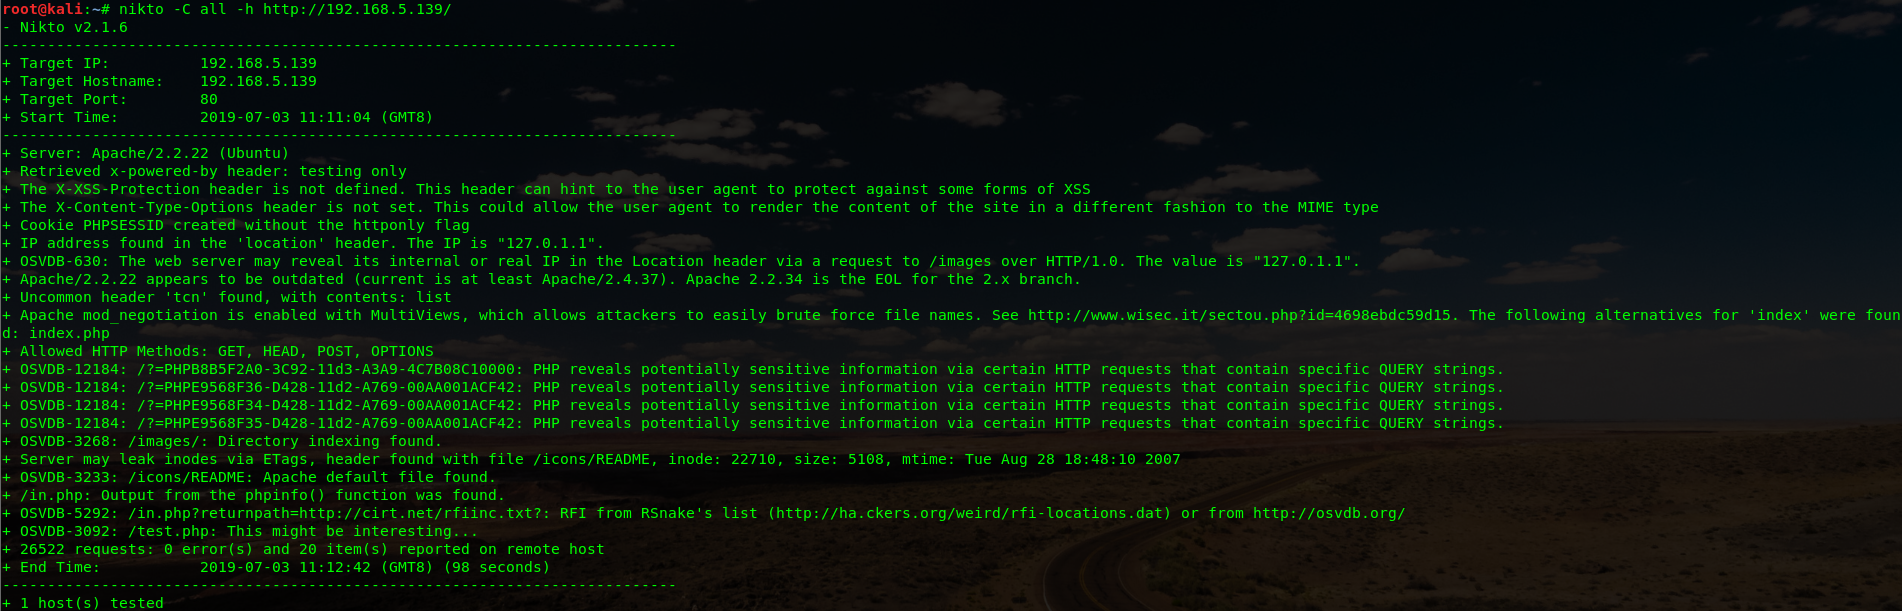 root@kali:~# nikto -C all -h http://192.168.5.139/
- Nikto v2.1.6
---------------------------------------------------------------------------
+ Target IP:          192.168.5.139
+ Target Hostname:    192.168.5.139
+ Target Port:        80
+ Start Time:         2019-07-03 11:11:04 (GMT8)
---------------------------------------------------------------------------
+ Server: Apache/2.2.22 (Ubuntu)
+ Retrieved x-powered-by header: testing only
+ The X-XSS-Protection header is not defined. This header can hint to the user agent to protect against some forms of XSS
+ The X-Content-Type-Options header is not set. This could allow the user agent to render the content of the site in a different fashion to the MIME type
+ Cookie PHPSESSID created without the httponly flag
+ IP address found in the 'location' header. The IP is "127.0.1.1".
+ OSVDB-630: The web server may reveal its internal or real IP in the Location header via a request to /images over HTTP/1.0. The value is "127.0.1.1".
+ Apache/2.2.22 appears to be outdated (current is at least Apache/2.4.37). Apache 2.2.34 is the EOL for the 2.x branch.
+ Uncommon header 'tcn' found, with contents: list
+ Apache mod_negotiation is enabled with MultiViews, which allows attackers to easily brute force file names. See http://www.wisec.it/sectou.php?id=4698ebdc59d15. The following alternatives for 'index' were foun
d: index.php
+ Allowed HTTP Methods: GET, HEAD, POST, OPTIONS
+ OSVDB-12184: /?=PHPB8B5F2A0-3C92-11d3-A3A9-4C7B08C10000: PHP reveals potentially sensitive information via certain HTTP requests that contain specific QUERY strings.
+ OSVDB-12184: /?=PHPE9568F36-D428-11d2-A769-00AA001ACF42: PHP reveals potentially sensitive information via certain HTTP requests that contain specific QUERY strings.
+ OSVDB-12184: /?=PHPE9568F34-D428-11d2-A769-00AA001ACF42: PHP reveals potentially sensitive information via certain HTTP requests that contain specific QUERY strings.
+ OSVDB-12184: /?=PHPE9568F35-D428-11d2-A769-00AA001ACF42: PHP reveals potentially sensitive information via certain HTTP requests that contain specific QUERY strings.
+ OSVDB-3268: /images/: Directory indexing found.
+ Server may leak inodes via ETags, header found with file /icons/README, inode: 22710, size: 5108, mtime: Tue Aug 28 18:48:10 2007
+ OSVDB-3233: /icons/README: Apache default file found.
+ /in.php: Output from the phpinfo() function was found.
+ OSVDB-5292: /in.php?returnpath=http://cirt.net/rfiinc.txt?: RFI from RSnake's list (http://ha.ckers.org/weird/rfi-locations.dat) or from http://osvdb.org/
+ OSVDB-3092: /test.php: This might be interesting...
+ 26522 requests: 0 error(s) and 20 item(s) reported on remote host
+ End Time:           2019-07-03 11:12:42 (GMT8) (98 seconds)
---------------------------------------------------------------------------
+ 1 host(s) tested